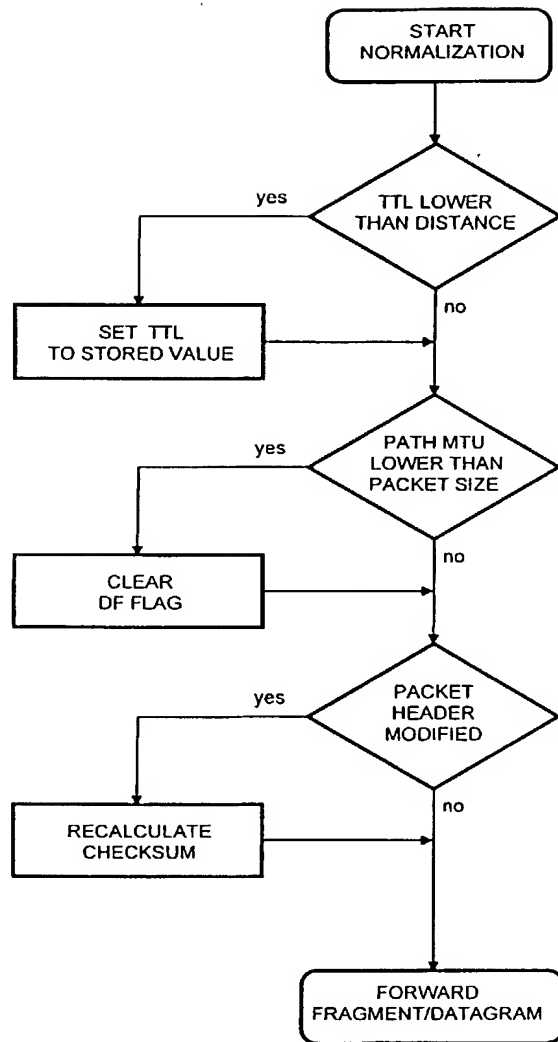 START
NORMALIZATION
TTL LOWER
THAN DISTANCE
yes
no
SET TTL
TO STORED VALUE
PATH MTU
LOWER THAN
PACKET SIZE
yes
no
CLEAR
DF FLAG
PACKET
HEADER
MODIFIED
yes
no
RECALCULATE
CHECKSUM
FORWARD
FRAGMENT/DATAGRAM